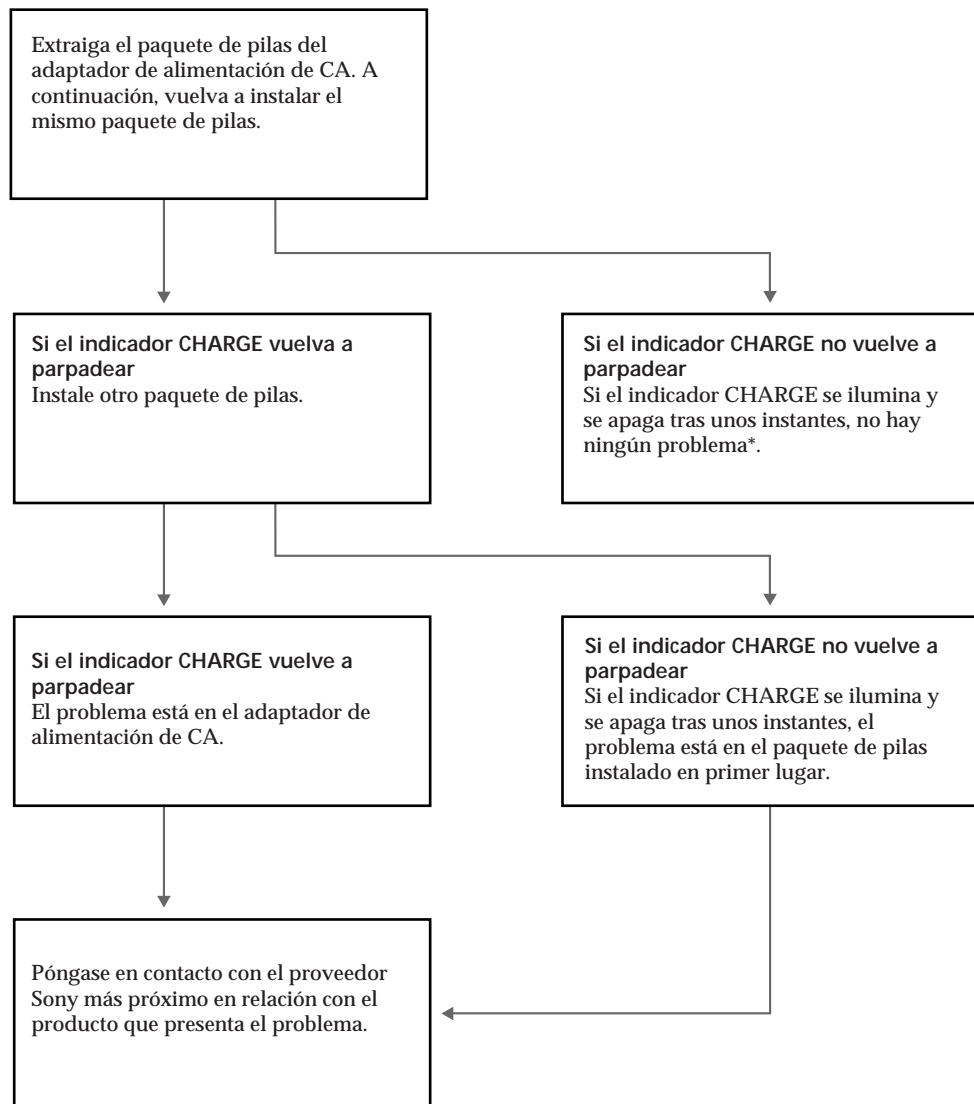 Extraiga el paquete de pilas del
adaptador de alimentación de CA. A
continuación, vuelva a instalar el
mismo paquete de pilas.
Si el indicador CHARGE vuelva a
parpadear
Instale otro paquete de pilas.
Si el indicador CHARGE no vuelve a
parpadear
Si el indicador CHARGE se ilumina y
se apaga tras unos instantes, no hay
ningún problema*.
Si el indicador CHARGE vuelve a
parpadear
El problema está en el adaptador de
alimentación de CA.
Si el indicador CHARGE no vuelve a
parpadear
Si el indicador CHARGE se ilumina y
se apaga tras unos instantes, el
problema está en el paquete de pilas
instalado en primer lugar.
Póngase en contacto con el proveedor
Sony más próximo en relación con el
producto que presenta el problema.